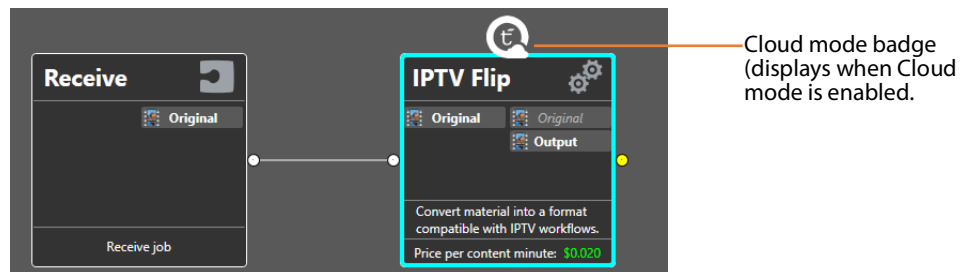 Receive
Original
Receive job
IPTV Flip
Original
Original
Output
Convert material into a format
compatible with IPTV workflows.
Price per content minute: $0.020
Cloud mode badge
(displays when Cloud
mode is enabled.